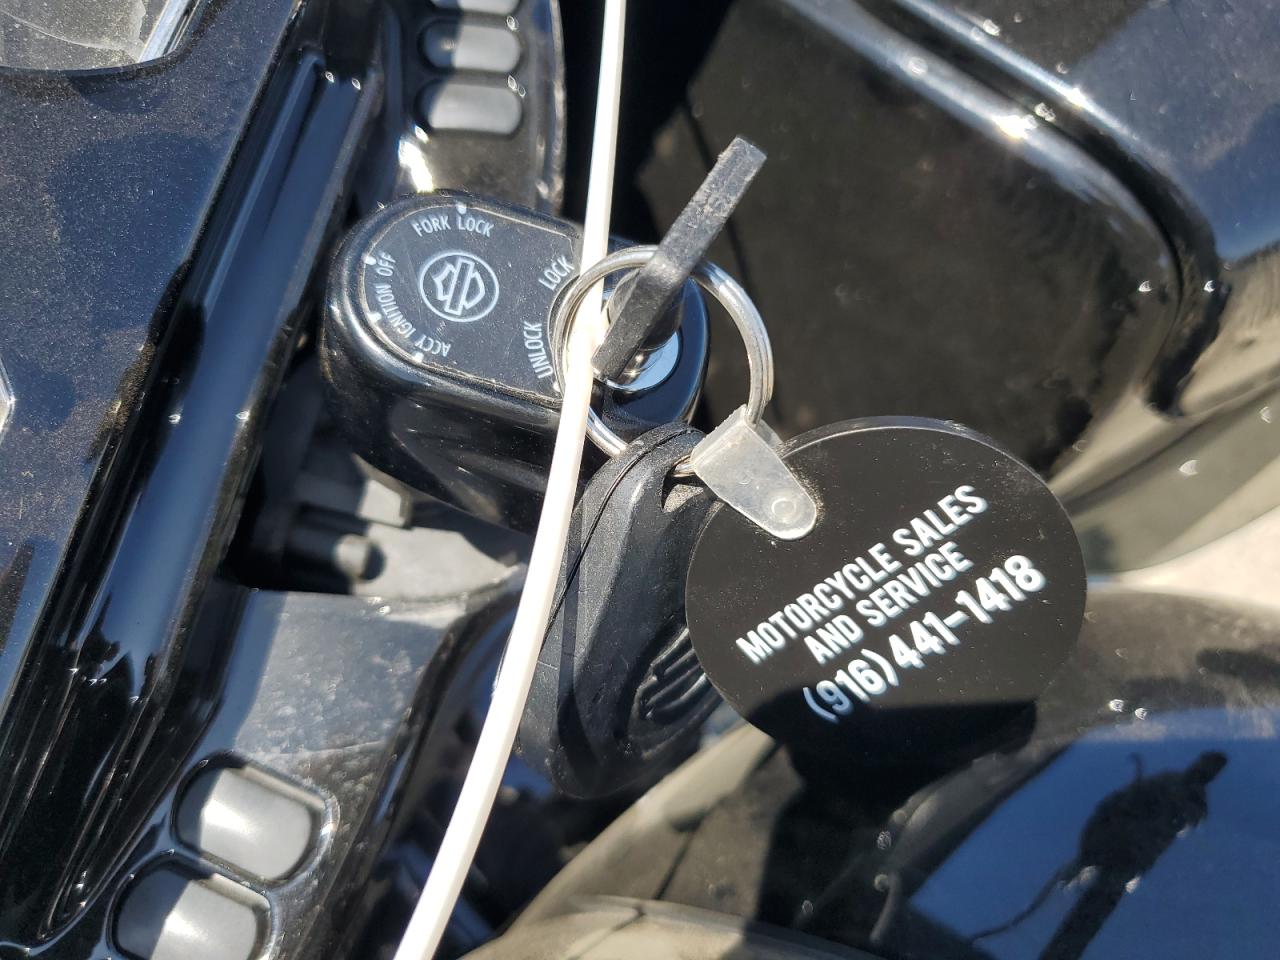 FORK LOCK
OFF
IGNITION
ACCY
LOCK
UNLOCK
MOTORCYCLE SALES
AND SERVICE
(916)441-1418